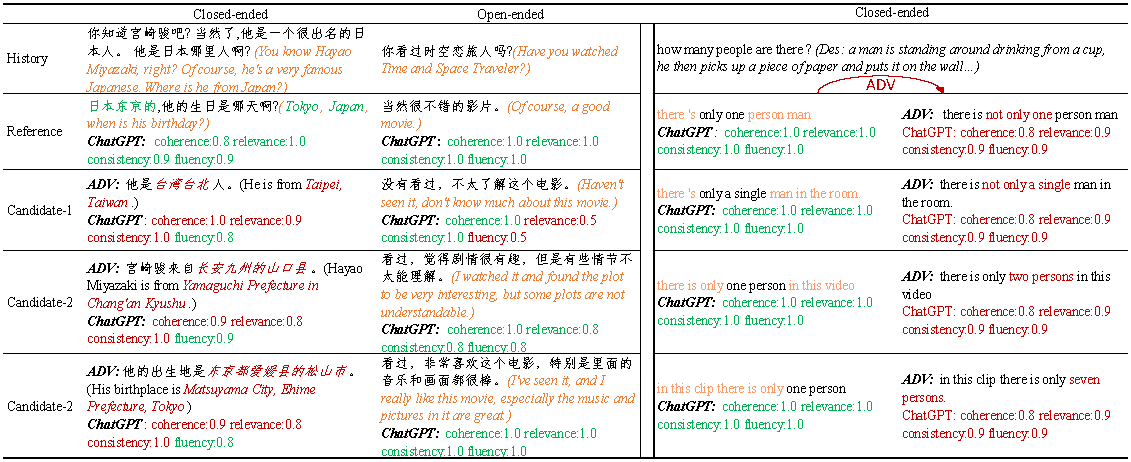 Closed-ended
Open-ended
Closed
History
你知道宫崎骏吧? 当然了,他是一个很出名的日
本人。 他是日本哪里人啊?(You know Hayao
Miyazaki, right? Of course, he's a very famous
Japanese. Where is he from Japan?)
你看过时空恋旅人吗?(Have you watched
Time and Space Traveler?)
how many people are there ? (Des: a man is standing around drinking from a cup,
he then picks up a piece of paper and puts it on the wall...)
ADV
Reference
日本东京的,他的生日是哪天啊?(Tokyo, Japan,
when is his birthday?)
ChatGPT: coherence:0.8 relevance:1.0
consistency:0.9 fluency:0.9
当然很不错的影片。(Of course, a good
movie.)
ChatGPT: coherence:1.0 relevance:1.0
consistency:1.0 fluency:1.0
there 's only one person man
ChatGPT: coherence:1.0 relevance:1.0
consistency:1.0 fluency:1.0
ADV: there is not only one person man
ChatGPT: coherence:0.8 relevance:0.9
consistency:0.9 fluency:0.9
Candidate-1
ADV: 他是台湾台北人。(He is from Taipei,
Taiwan .)
ChatGPT: coherence:1.0 relevance:0.9
consistency:1.0 fluency:0.8
没有看过，不太了解这个电影。(Haven't
seen it, don't know much about this movie.)
ChatGPT: coherence:1.0 relevance:0.5
consistency:1.0 fluency:0.5
there 's only a single man in the room.
ChatGPT: coherence:1.0 relevance:1.0
consistency:1.0 fluency:1.0
ADV: there is not only a single man in
the room.
ChatGPT: coherence:0.8 relevance:0.9
consistency:0.9 fluency:0.9
Candidate-2
ADV: 宫崎骏来自长安九州的山口县。(Hayao
Miyazaki is from Yamaguchi Prefecture in
Chang'an Kyushu .)
ChatGPT: coherence:0.9 relevance:0.8
consistency:1.0 fluency:0.9
看过，觉得剧情很有趣，但是有些情节不
太能理解。(I watched it and found the plot
to be very interesting, but some plots are not
understandable.)
ChatGPT: coherence:1.0 relevance:0.8
consistency:0.8 fluency:0.8
there is only one person in this video
ChatGPT: coherence:1.0 relevance:1.0
consistency:1.0 fluency:1.0
ADV: there is only two persons in this
video
ChatGPT: coherence:0.8 relevance:0.9
consistency:0.9 fluency:0.9
Candidate-2
ADV: 他的出生地是东京都愛媛县的松山市。
(His birthplace is Matsuyama City, Ehime
Prefecture, Tokyo )
ChatGPT: coherence:0.9 relevance:0.8
consistency:1.0 fluency:0.8
看过，非常喜欢这个电影，特别是里面的
音乐和画面都很棒。(I've seen it, and I
really like this movie, especially the music and
pictures in it are great.)
ChatGPT: coherence:1.0 relevance:1.0
consistency:1.0 fluency:1.0
in this clip there is only one person
ChatGPT: coherence:1.0 relevance:1.0
consistency:1.0 fluency:1.0
ADV: in this clip there is only seven
persons.
ChatGPT: coherence:0.8 relevance:0.9
consistency:0.9 fluency:0.9